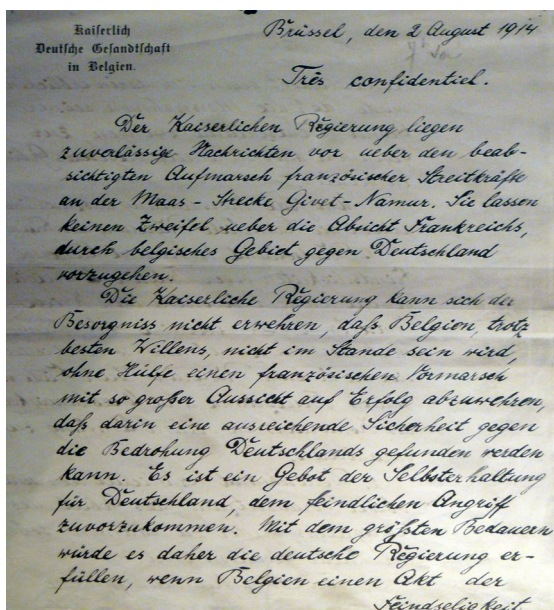 Kaiserlich
Deutsche Gesandtschaft
in Belgien.
Brüssel, den 2 August 1914
Très confidentiel.
Der Kaiserlichen Regierung liegen
zuverlässige Nachrichten vor ueber den beab-
sichtigten Aufmarsch französischer Streitkräfte
an der Maas-Strecke Givet-Namur. Sie lassen
keinen Zweifel ueber die Absicht Frankreichs,
durch belgisches Gebiet gegen Deutschland
vorzugehen.
Die Kaiserliche Regierung kann sich der
Besorgniss nicht erwehren, daß Belgien, trotz
besten Willens, nicht im Stande sein wird,
ohne Hülfe einen französischen Vormarsch
mit so großer Aussicht auf Erfolg abzuwehren,
daß darin eine ausreichende Sicherheit gegen
die Bedrohung Deutschlands gefunden werden
kann. Es ist ein Gebot der Selbsterhaltung
für Deutschland, dem feindlichen Angriff
zuvorzukommen. Mit dem größten Bedauern
würde es daher die deutsche Regierung er-
füllen, wenn Belgien einen Akt der
Feindseligkeit